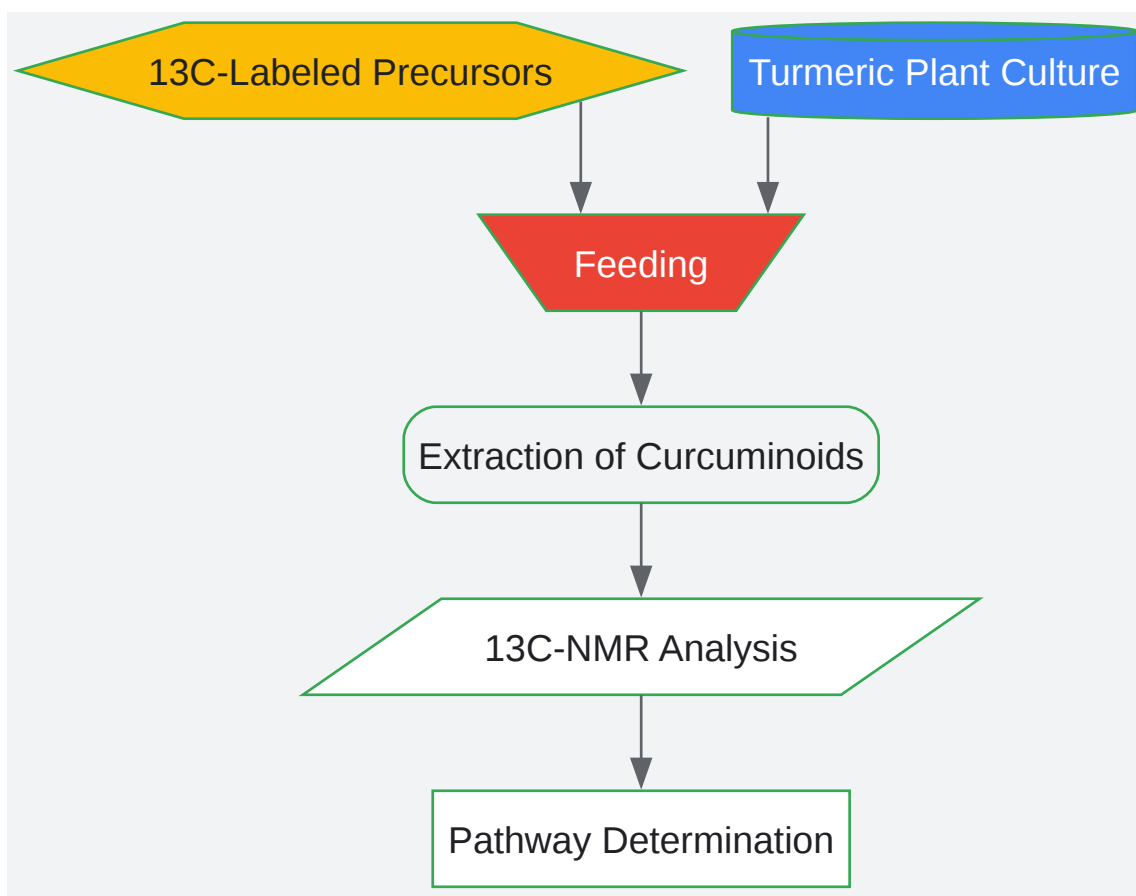 13C-Labeled Precursors
Turmeric Plant Culture
Feeding
Extraction of Curcuminoids
13C-NMR Analysis
Pathway Determination